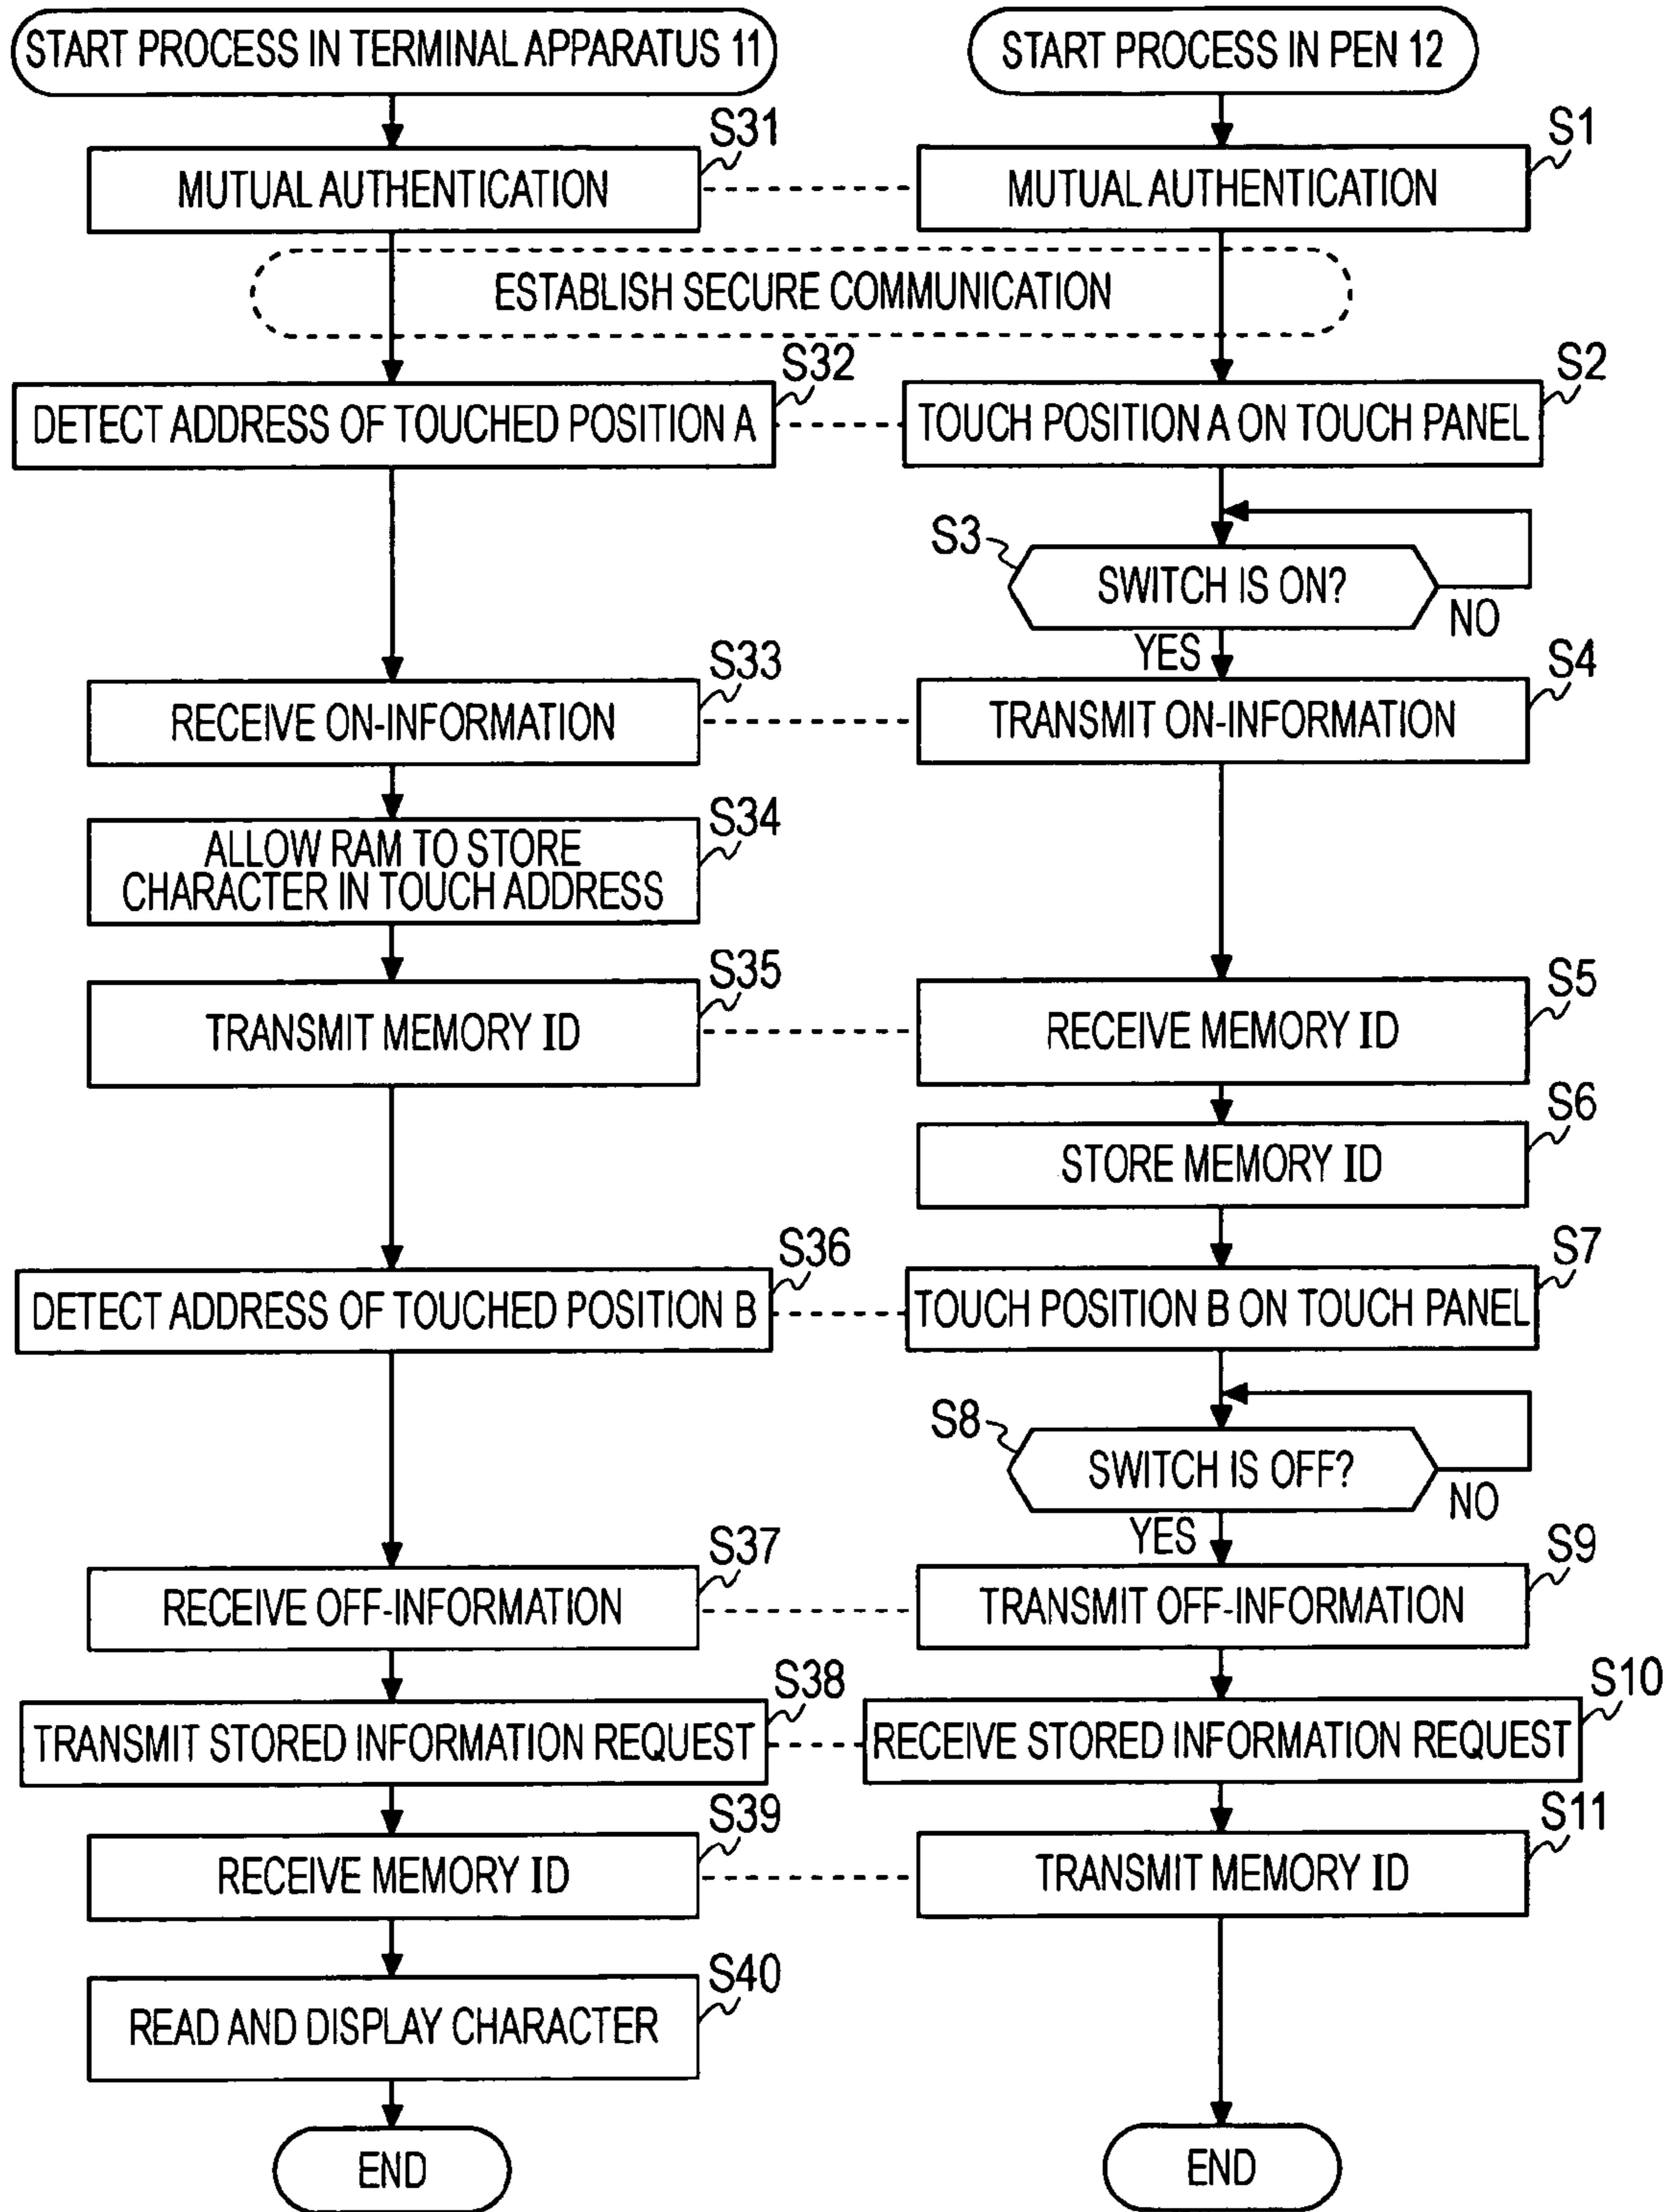 START PROCESS IN TERMINAL APPARATUS 11
START PROCESS IN PEN 12
S31
S1
MUTUAL AUTHENTICATION
MUTUAL AUTHENTICATION
ESTABLISH SECURE COMMUNICATION
S32
S2
DETECT ADDRESS OF TOUCHED POSITION A
TOUCH POSITION A ON TOUCH PANEL
S3
SWITCH IS ON?
NO
YES
S33
S4
RECEIVE ON-INFORMATION
TRANSMIT ON-INFORMATION
S34
ALLOW RAM TO STORE
CHARACTER IN TOUCH ADDRESS
S35
S5
TRANSMIT MEMORY ID
RECEIVE MEMORY ID
S6
STORE MEMORY ID
S36
S7
DETECT ADDRESS OF TOUCHED POSITION B
TOUCH POSITION B ON TOUCH PANEL
S8
SWITCH IS OFF?
NO
YES
S37
S9
RECEIVE OFF-INFORMATION
TRANSMIT OFF-INFORMATION
S38
S10
TRANSMIT STORED INFORMATION REQUEST
RECEIVE STORED INFORMATION REQUEST
S39
S11
RECEIVE MEMORY ID
TRANSMIT MEMORY ID
S40
READ AND DISPLAY CHARACTER
END
END